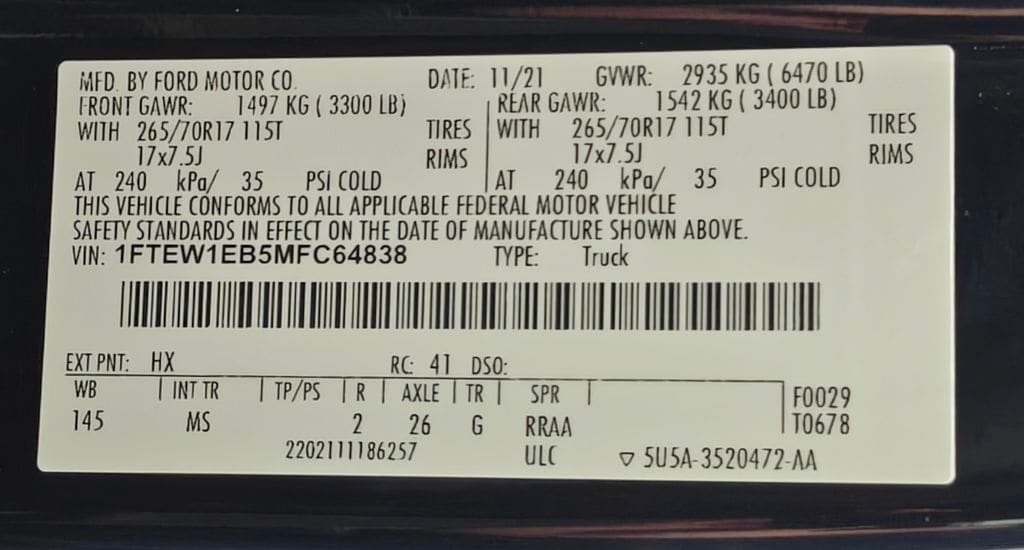 MFD. BY FORD MOTOR CO. DATE: 11/21 GVWR: 2935 KG ( 6470 LB)
FRONT GAWR: 1497 KG ( 3300 LB) REAR GAWR: 1542 KG ( 3400 LB)
WITH 265/70R17 115T TIRES WITH 265/70R17 115T TIRES
17x7.5J RIMS 17x7.5J RIMS
AT 240 kPa/ 35 PSI COLD AT 240 kPa/ 35 PSI COLD
THIS VEHICLE CONFORMS TO ALL APPLICABLE FEDERAL MOTOR VEHICLE
SAFETY STANDARDS IN EFFECT ON THE DATE OF MANUFACTURE SHOWN ABOVE.
VIN: 1FTEW1EB5MFC64838 TYPE: Truck
EXT PNT: HX RC: 41 DSO:
WB INT TR TP/PS R AXLE TR SPR F0029
145 MS 2 26 G RRAA T0678
2202111186257 ULC ▽ 5U5A-3520472-AA